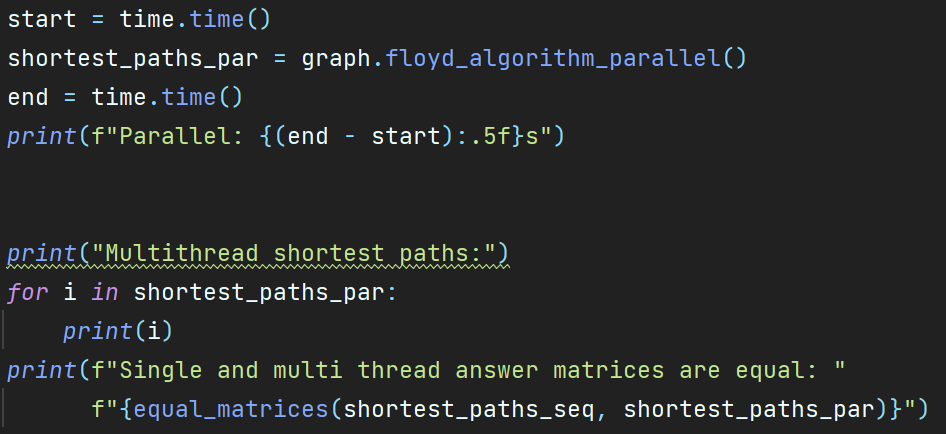 start = time.time()
shortest_paths_par = graph.floyd_algorithm_parallel()
end = time.time()
print(f"Parallel: {(end - start):.5f}s")
print("Multithread shortest paths:")
for i in shortest_paths_par:
    print(i)
print(f"Single and multi thread answer matrices are equal: "
      f"{equal_matrices(shortest_paths_seq, shortest_paths_par)}")